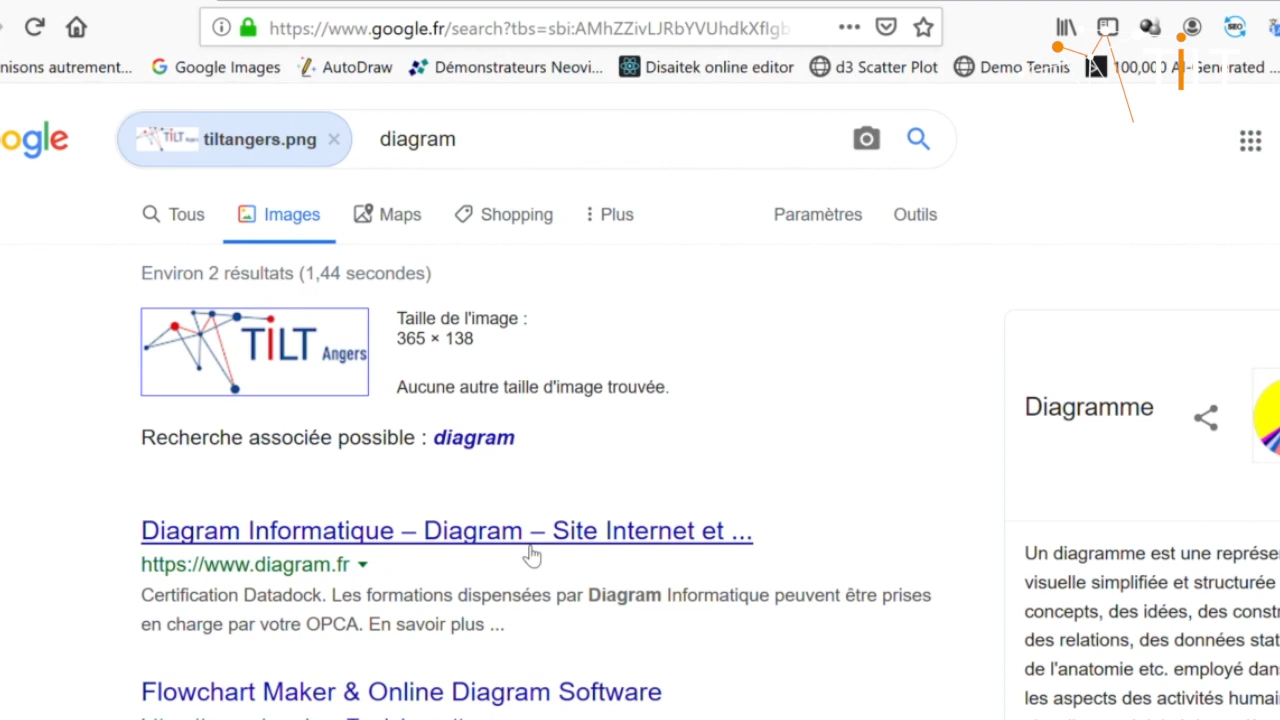 https://www.google.fr/search?tbs=sbi:AMhZZivLJRbYVUhdkXflgb
nisons autrement...
Google Images
AutoDraw
Démonstrateurs Neovi...
Disaitek online editor
d3 Scatter Plot
Demo Tennis
ogle
TiLT
tiltangers.png
diagram
Tous
Images
Maps
Shopping
Plus
Paramètres
Outils
Environ 2 résultats (1,44 secondes)
TiLT Angers
Taille de l'image :
365 × 138
Aucune autre taille d'image trouvée.
Recherche associée possible : diagram
Diagramme
Diagram Informatique – Diagram – Site Internet et ...
https://www.diagram.fr
Certification Datadock. Les formations dispensées par Diagram Informatique peuvent être prises
en charge par votre OPCA. En savoir plus ...
Flowchart Maker & Online Diagram Software
Un diagramme est une représe
visuelle simplifiée et structurée
concepts, des idées, des constr
des relations, des données stat
de l'anatomie etc. employé dan
les aspects des activités humai